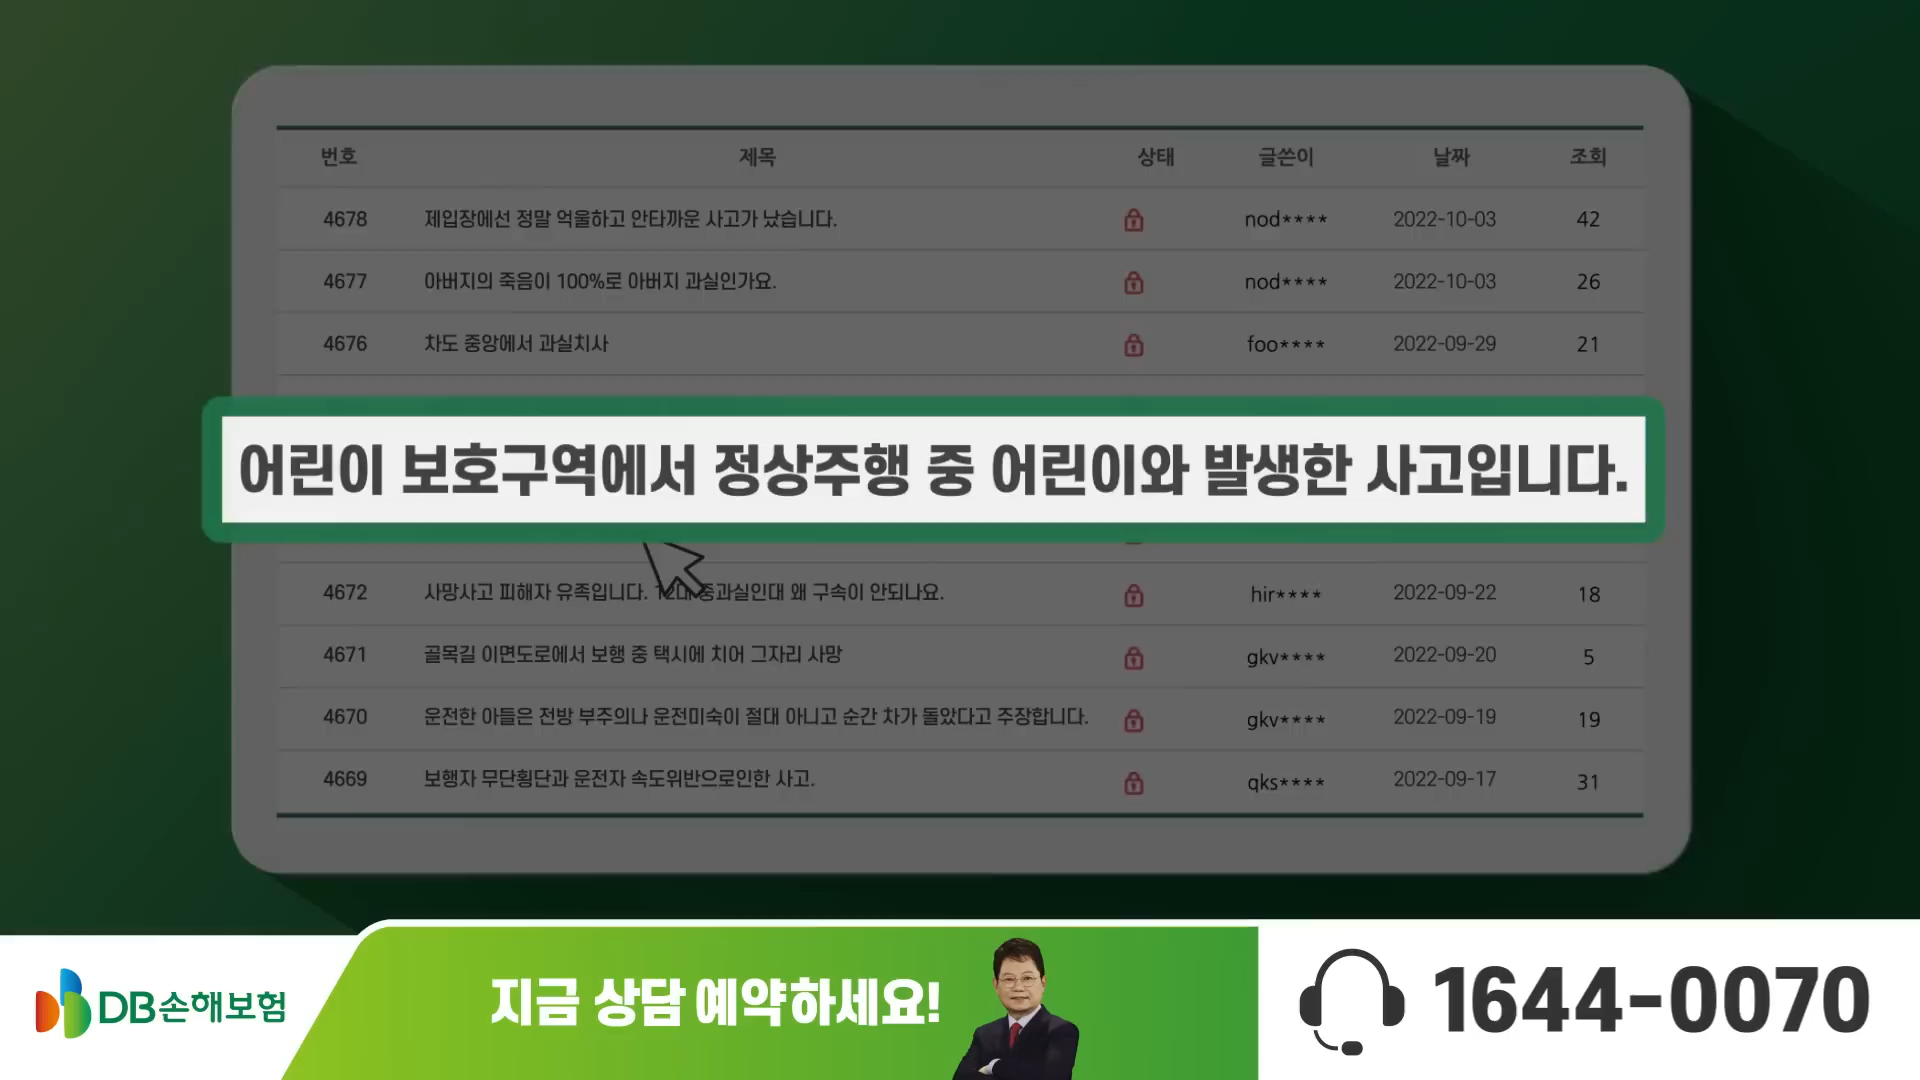 번호 제목 상태 글쓴이 날짜 조회
4678 제입장에선 정말 억울하고 안타까운 사고가 났습니다. nod**** 2022-10-03 42
4677 아버지의 죽음이 100%로 아버지 과실인가요. nod**** 2022-10-03 26
4676 차도 중앙에서 과실치사 foo**** 2022-09-29 21
어린이 보호구역에서 정상주행 중 어린이와 발생한 사고입니다.
4672 사망사고 피해자 유족입니다. 12대 중과실인대 왜 구속이 안되나요. hir**** 2022-09-22 18
4671 골목길 이면도로에서 보행 중 택시에 치어 그자리 사망 gkv**** 2022-09-20 5
4670 운전한 아들은 전방 부주의나 운전미숙이 절대 아니고 순간 차가 돌았다고 주장합니다. gkv**** 2022-09-19 19
4669 보행자 무단횡단과 운전자 속도위반으로인한 사고. qks**** 2022-09-17 31
DB손해보험 지금 상담 예약하세요! 1644-0070